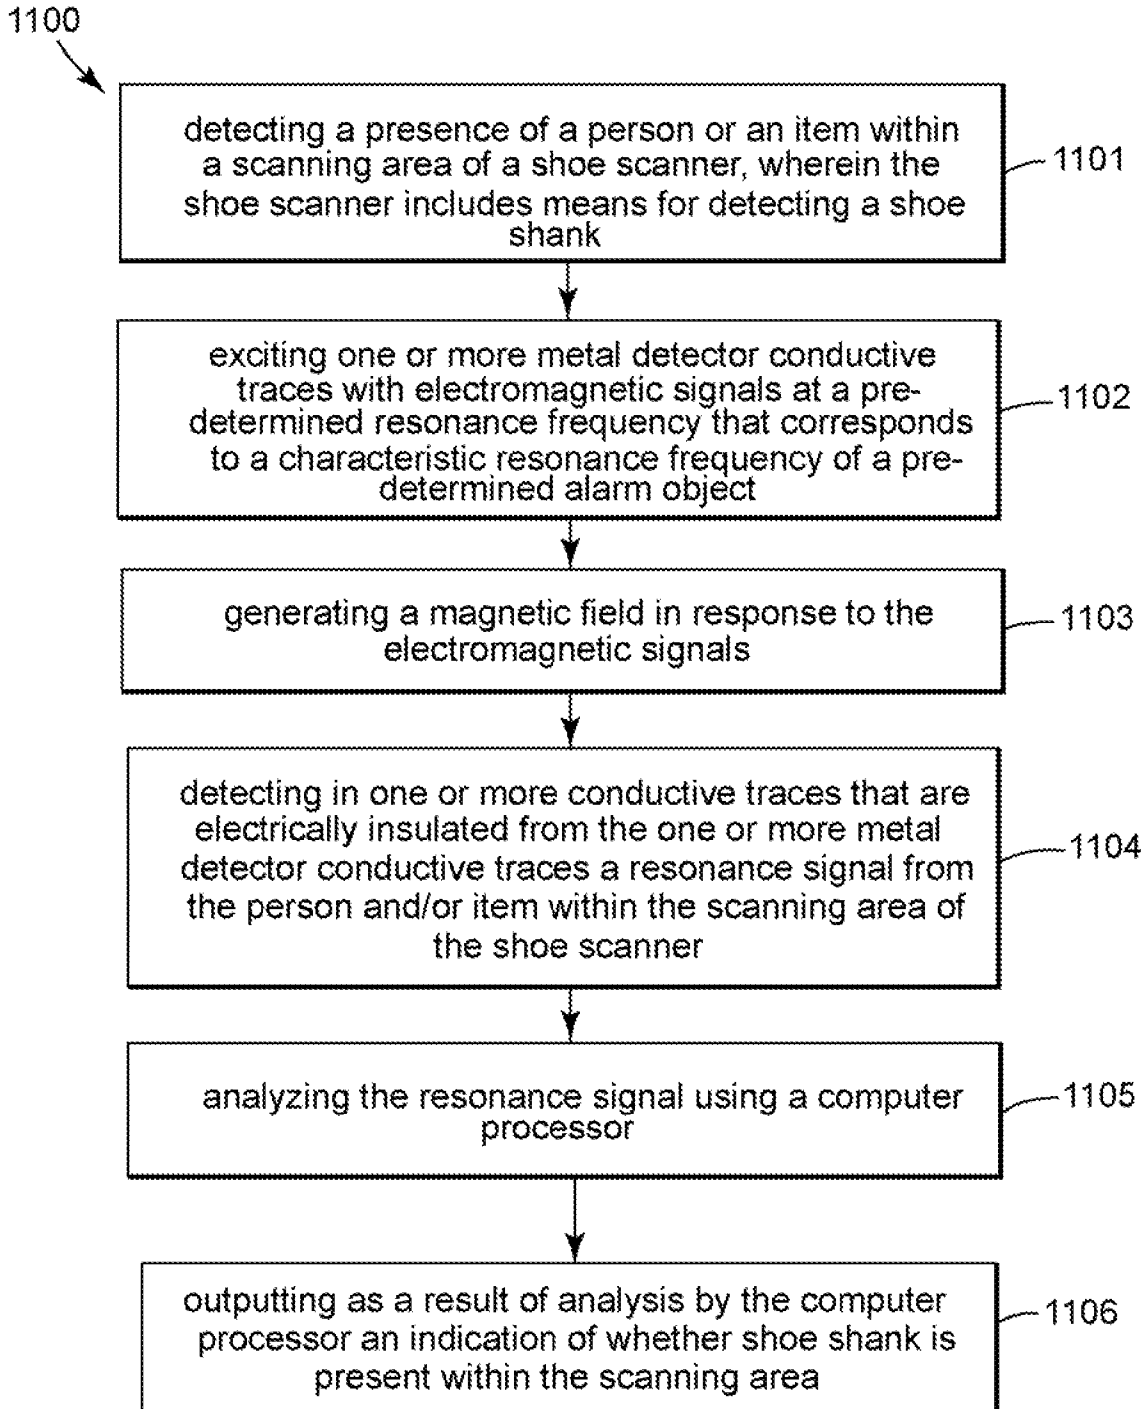 1100
detecting a presence of a person or an item within
a scanning area of a shoe scanner, wherein the
shoe scanner includes means for detecting a shoe
shank
1101
exciting one or more metal detector conductive
traces with electromagnetic signals at a pre-
determined resonance frequency that corresponds
to a characteristic resonance frequency of a pre-
determined alarm object
1102
generating a magnetic field in response to the
electromagnetic signals
1103
detecting in one or more conductive traces that are
electrically insulated from the one or more metal
detector conductive traces a resonance signal from
the person and/or item within the scanning area of
the shoe scanner
1104
analyzing the resonance signal using a computer
processor
1105
outputting as a result of analysis by the computer
processor an indication of whether shoe shank is
present within the scanning area
1106